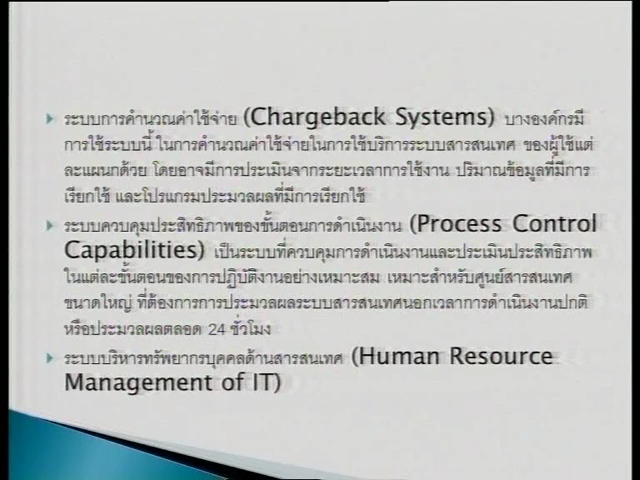 ระบบการคำนวณค่าใช้จ่าย (Chargeback Systems) บางองค์กรมี
การใช้ระบบนี้ ในการคำนวณค่าใช้จ่ายในการใช้บริการระบบสารสนเทศ ของผู้ใช้แต่
ละแผนกด้วย โดยอาจมีการประเมินจากระยะเวลาการใช้งาน ปริมาณข้อมูลที่มีการ
เรียกใช้ และโปรแกรมประมวลผลที่มีการเรียกใช้
ระบบควบคุมประสิทธิภาพของขั้นตอนการดำเนินงาน (Process Control
Capabilities) เป็นระบบที่ควบคุมการดำเนินงานและประเมินประสิทธิภาพ
ในแต่ละขั้นตอนของการปฏิบัติงานอย่างเหมาะสม เหมาะสำหรับศูนย์สารสนเทศ
ขนาดใหญ่ ที่ต้องการการประมวลผลระบบสารสนเทศนอกเวลาการดำเนินงานปกติ
หรือประมวลผลตลอด 24 ชั่วโมง
ระบบบริหารทรัพยากรบุคคลด้านสารสนเทศ (Human Resource
Management of IT)